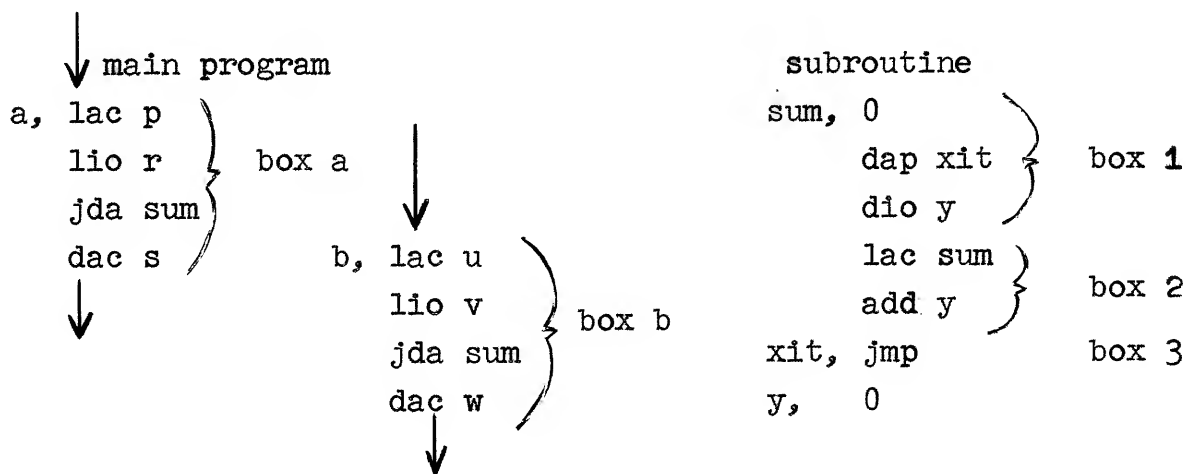 main program
a, lac p
lio r
jda sum
dac s
box a
b, lac u
lio v
jda sum
dac w
box b
subroutine
sum, 0
dap xit
dio y
box 1
lac sum
add y
box 2
xit, jmp
box 3
y, 0